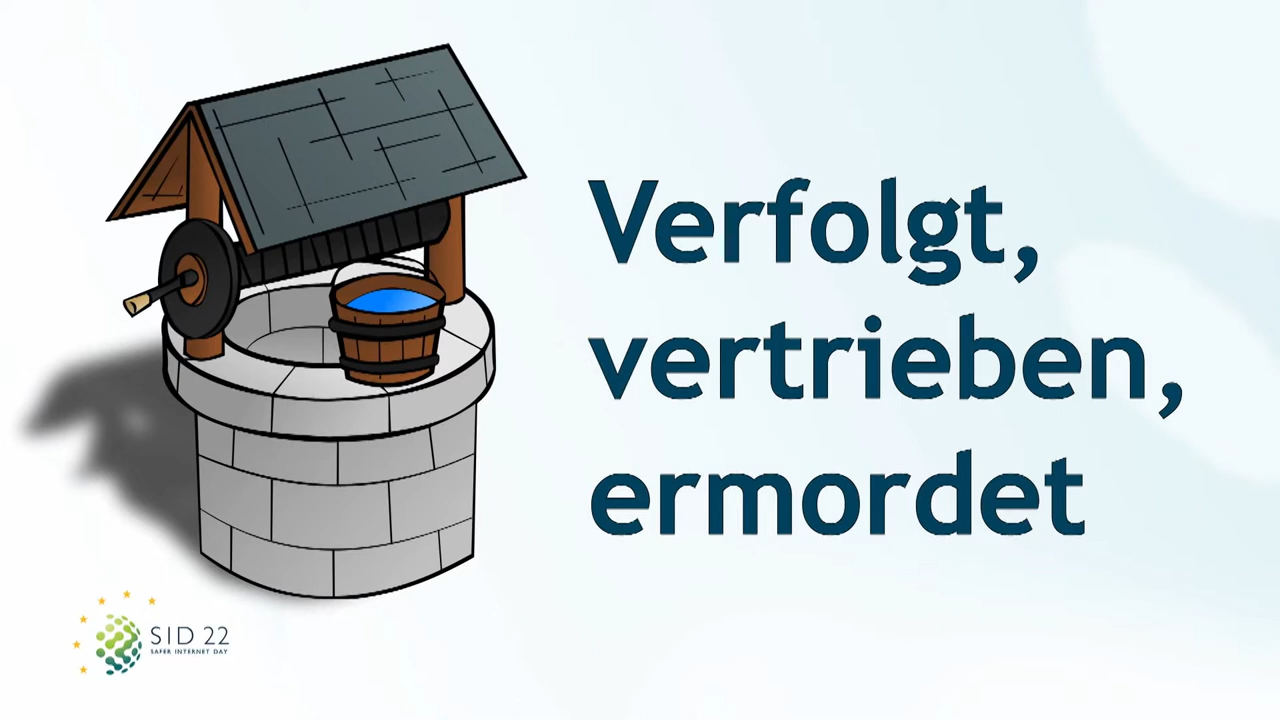 Verfolgt,
vertrieben,
ermordet
SID 22
SAFER INTERNET DAY